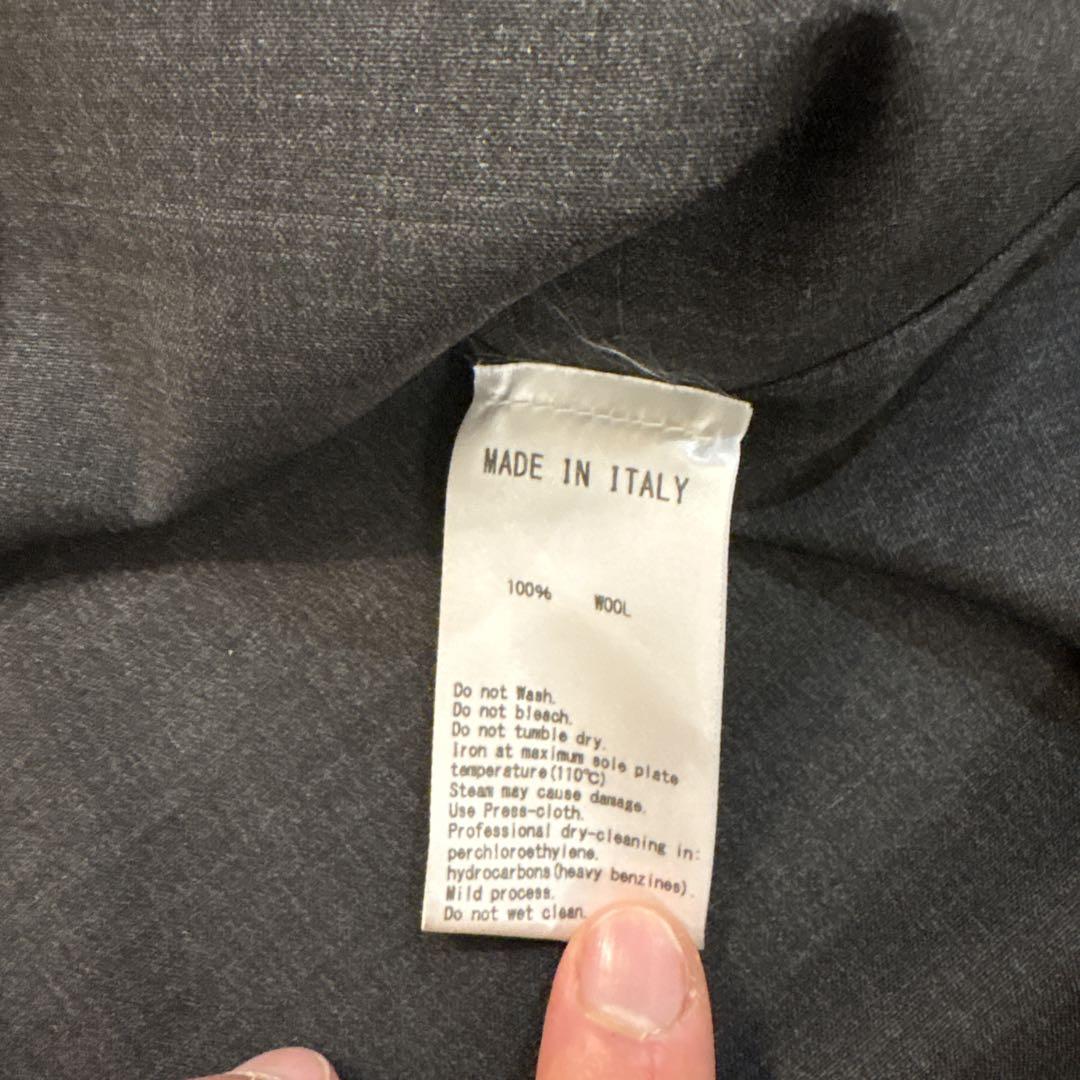 MADE IN ITALY
100% WOOL
Do not Wash.
Do not bleach.
Do not tumble dry.
Iron at maximum sole plate
temperature(110℃)
Steam may cause damage.
Use Press-cloth.
Professional dry-cleaning in:
perchloroethylene.
hydrocarbons(heavy benzines).
Mild process.
Do not wet clean.